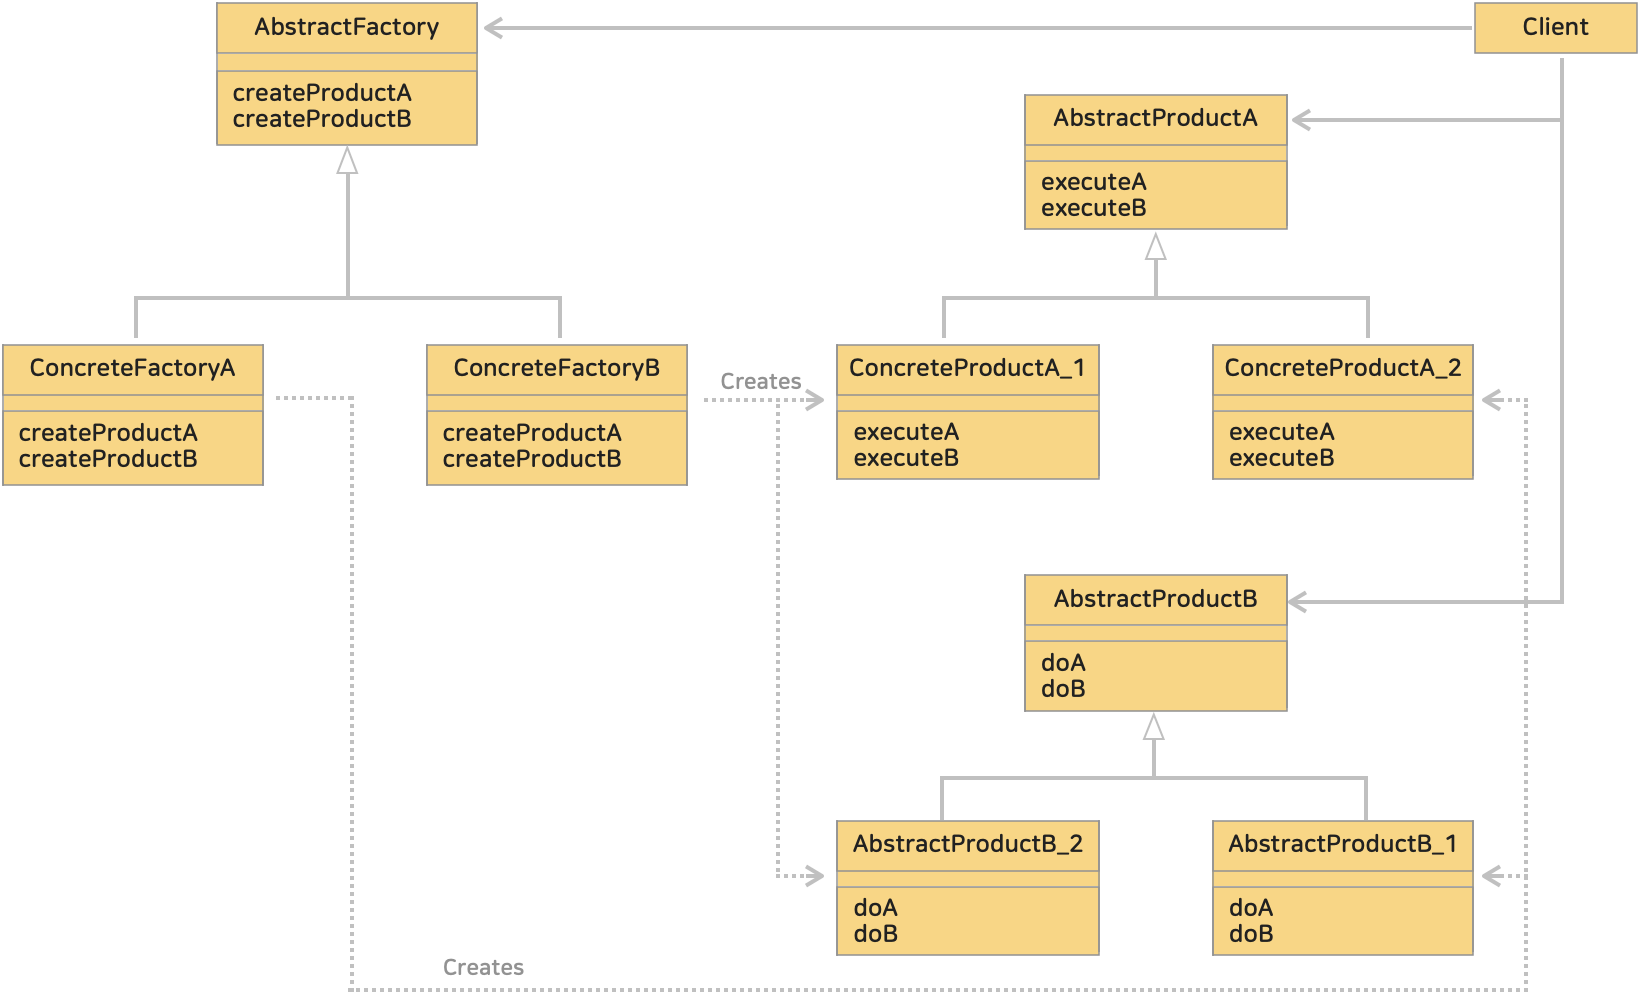 AbstractFactory
createProductA
createProductB
Client
AbstractProductA
executeA
executeB
ConcreteFactoryA
createProductA
createProductB
ConcreteFactoryB
createProductA
createProductB
Creates
ConcreteProductA_1
executeA
executeB
ConcreteProductA_2
executeA
executeB
AbstractProductB
doA
doB
AbstractProductB_2
doA
doB
AbstractProductB_1
doA
doB
Creates